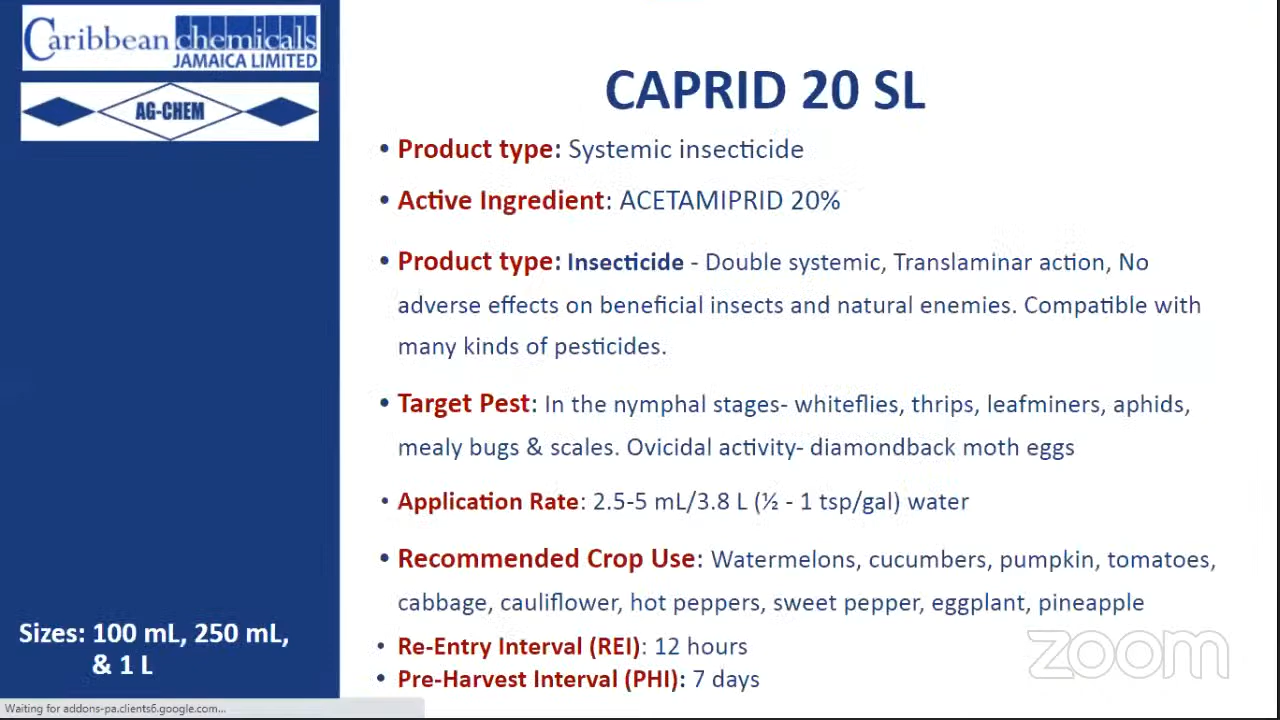 Caribbean chemicals
JAMAICA LIMITED
AG-CHEM
CAPRID 20 SL
• Product type: Systemic insecticide
• Active Ingredient: ACETAMIPRID 20%
• Product type: Insecticide - Double systemic, Translaminar action, No
adverse effects on beneficial insects and natural enemies. Compatible with
many kinds of pesticides.
• Target Pest: In the nymphal stages- whiteflies, thrips, leafminers, aphids,
mealy bugs & scales. Ovicidal activity- diamondback moth eggs
• Application Rate: 2.5-5 mL/3.8 L (½ - 1 tsp/gal) water
• Recommended Crop Use: Watermelons, cucumbers, pumpkin, tomatoes,
cabbage, cauliflower, hot peppers, sweet pepper, eggplant, pineapple
• Re-Entry Interval (REI): 12 hours
• Pre-Harvest Interval (PHI): 7 days
Sizes: 100 mL, 250 mL,
& 1 L
zoom
Waiting for addons-pa.clients6.google.com...